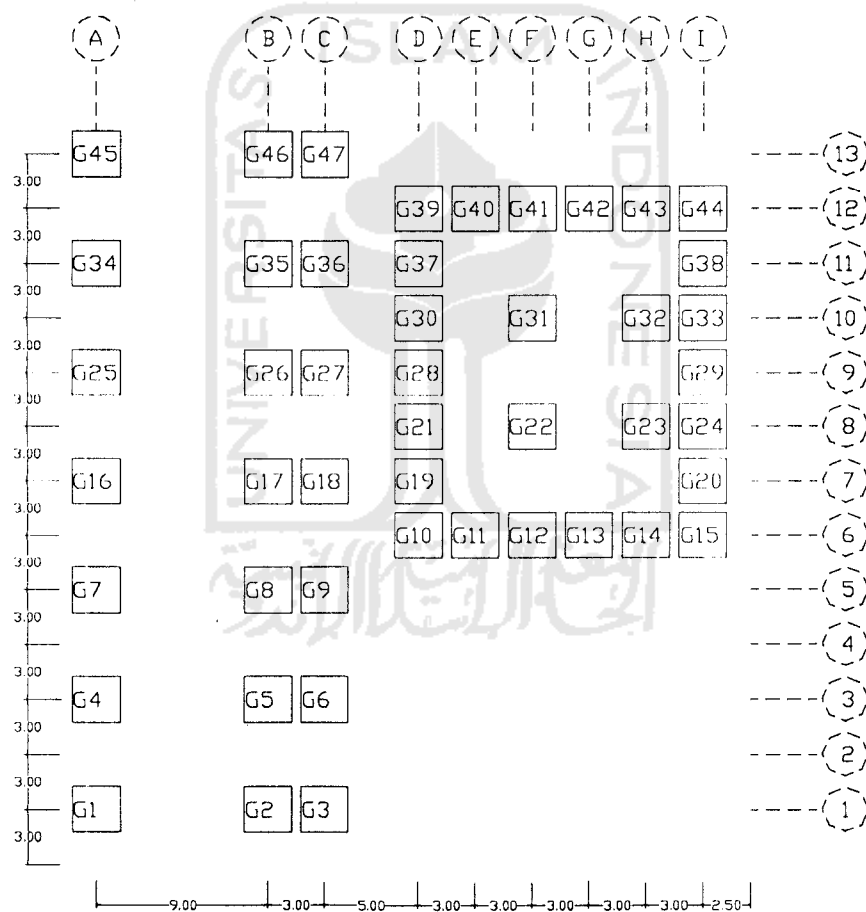 A B C D E F G H I
G45 G46 G47 13
3.00
G39 G40 G41 G42 G43 G44 12
3.00
G34 G35 G36 G37 G38 11
3.00
G30 G31 G32 G33 10
3.00
G25 G26 G27 G28 G29 9
3.00
G21 G22 G23 G24 8
3.00
G16 G17 G18 G19 G20 7
3.00
G10 G11 G12 G13 G14 G15 6
3.00
G7 G8 G9 5
3.00
4
3.00
G4 G5 G6 3
3.00
2
3.00
G1 G2 G3 1
3.00
9.00 3.00 5.00 3.00 3.00 3.00 3.00 3.00 2.50
UNIVERSITAS
ISLAM
INDONESIA